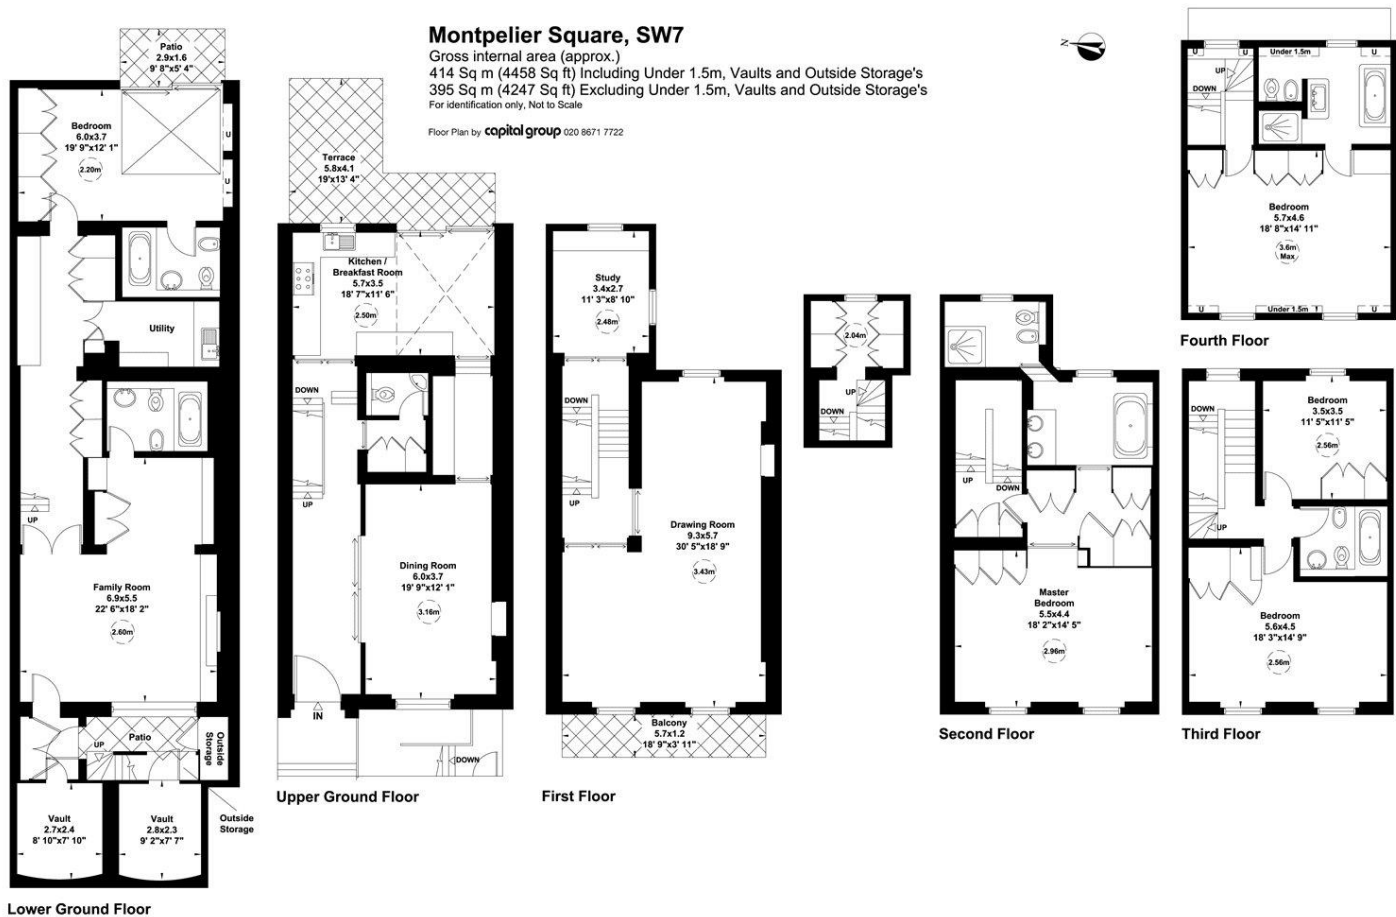 Montpelier Square, SW7
Gross internal area (approx.)
414 Sq m (4458 Sq ft) Including Under 1.5m, Vaults and Outside Storage's
395 Sq m (4247 Sq ft) Excluding Under 1.5m, Vaults and Outside Storage's
For identification only, Not to Scale
Floor Plan by capital group 020 8671 7722
N
Patio
2.9x1.6
9' 8"x5' 4"
Bedroom
6.0x3.7
19' 9"x12' 1"
2.20m
U
U
Utility
UP
Family Room
6.9x5.5
22' 6"x18' 2"
2.60m
Patio
UP
Outside
Storage
Vault
2.7x2.4
8' 10"x7' 10"
Vault
2.8x2.3
9' 2"x7' 7"
Outside
Storage
Lower Ground Floor
Terrace
5.8x4.1
19'x13' 4"
Kitchen /
Breakfast Room
5.7x3.5
18' 7"x11' 6"
2.50m
DOWN
UP
Dining Room
6.0x3.7
19' 9"x12' 1"
3.16m
IN
DOWN
Upper Ground Floor
Study
3.4x2.7
11' 3"x8' 10"
2.48m
DOWN
UP
Drawing Room
9.3x5.7
30' 5"x18' 9"
3.43m
Balcony
5.7x1.2
18' 9"x3' 11"
First Floor
2.04m
UP
DOWN
UP
DOWN
Master
Bedroom
5.5x4.4
18' 2"x14' 5"
2.96m
Second Floor
DOWN
UP
Bedroom
3.5x3.5
11' 5"x11' 5"
2.56m
Bedroom
5.6x4.5
18' 3"x14' 9"
2.56m
Third Floor
U
U
Under 1.5m
U
UP
DOWN
Bedroom
5.7x4.6
18' 8"x14' 11"
3.6m
Max
U
Under 1.5m
U
Fourth Floor